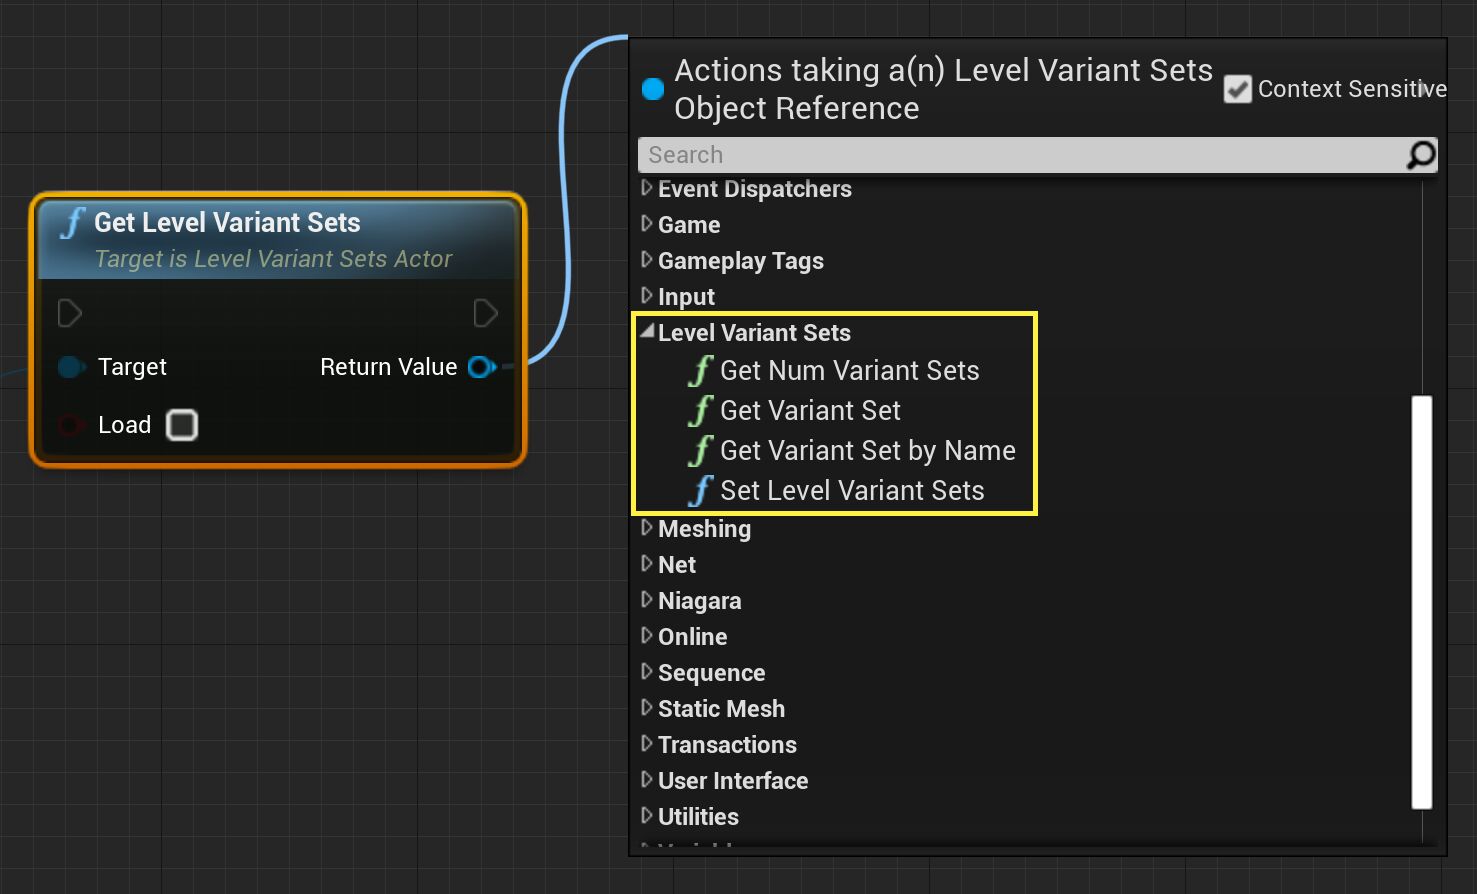 Get Level Variant Sets
Target is Level Variant Sets Actor
Target
Return Value
Load
Actions taking a(n) Level Variant Sets
Object Reference
Context Sensitive
Search
Event Dispatchers
Game
Gameplay Tags
Input
Level Variant Sets
Get Num Variant Sets
Get Variant Set
Get Variant Set by Name
Set Level Variant Sets
Meshing
Net
Niagara
Online
Sequence
Static Mesh
Transactions
User Interface
Utilities